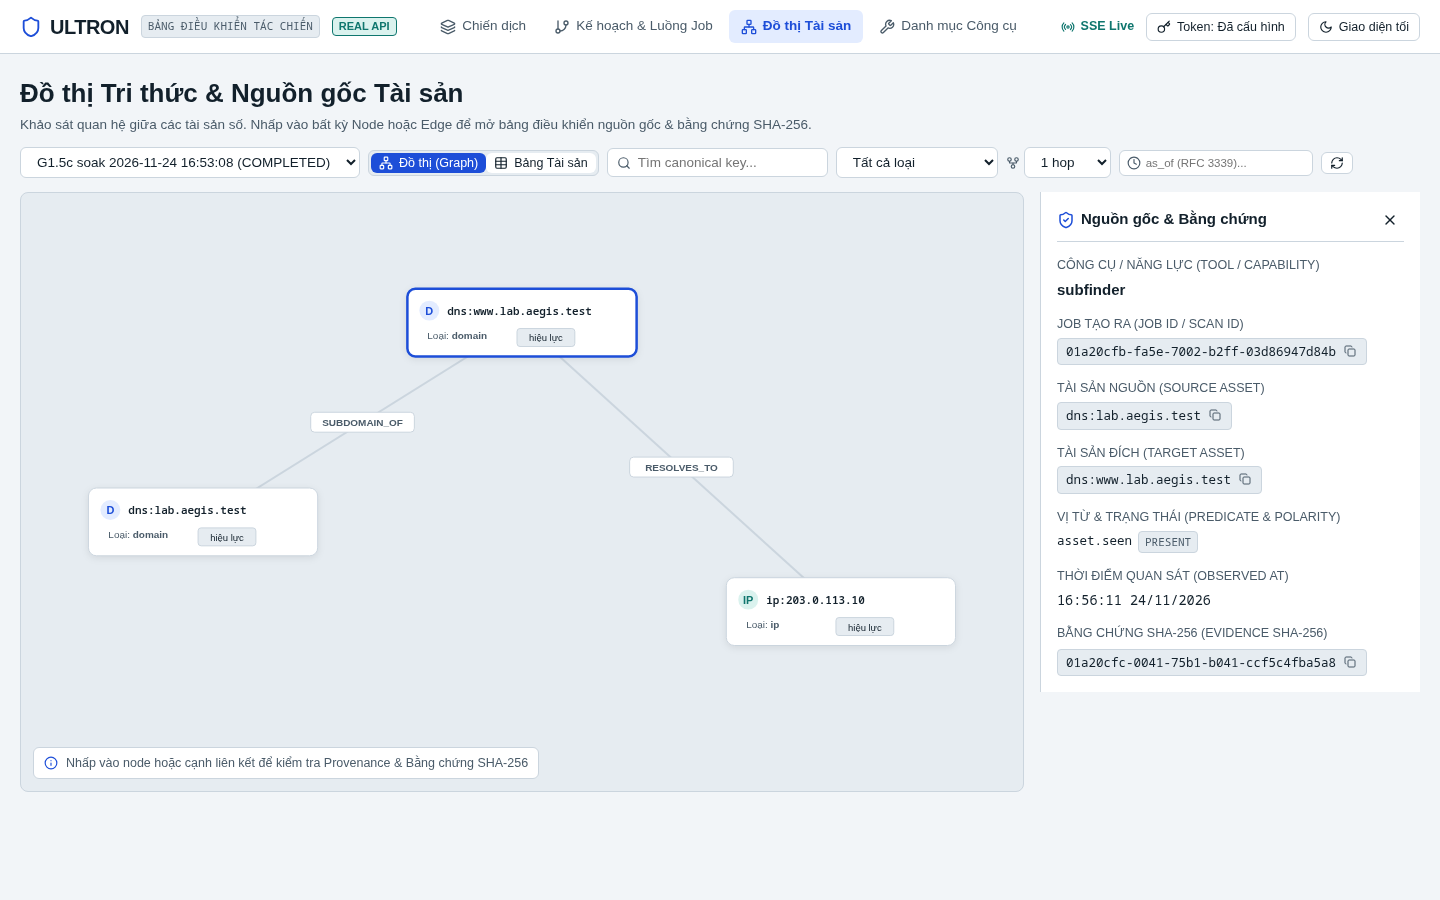 ULTRON BẢNG ĐIỀU KHIỂN TÁC CHIẾN REAL API Chiến dịch Kế hoạch & Luồng Job Đồ thị Tài sản Danh mục Công cụ SSE Live Token: Đã cấu hình Giao diện tối
Đồ thị Tri thức & Nguồn gốc Tài sản
Khảo sát quan hệ giữa các tài sản số. Nhấp vào bất kỳ Node hoặc Edge để mở bảng điều khiển nguồn gốc & bằng chứng SHA-256.
G1.5c soak 2026-11-24 16:53:08 (COMPLETED) Đồ thị (Graph) Bảng Tài sản Tìm canonical key... Tất cả loại 1 hop as_of (RFC 3339)...
D dns:www.lab.aegis.test
Loại: domain hiệu lực
SUBDOMAIN_OF
RESOLVES_TO
D dns:lab.aegis.test
Loại: domain hiệu lực
IP ip:203.0.113.10
Loại: ip hiệu lực
Nhấp vào node hoặc cạnh liên kết để kiểm tra Provenance & Bằng chứng SHA-256
Nguồn gốc & Bằng chứng
CÔNG CỤ / NĂNG LỰC (TOOL / CAPABILITY)
subfinder
JOB TẠO RA (JOB ID / SCAN ID)
01a20cfb-fa5e-7002-b2ff-03d86947d84b
TÀI SẢN NGUỒN (SOURCE ASSET)
dns:lab.aegis.test
TÀI SẢN ĐÍCH (TARGET ASSET)
dns:www.lab.aegis.test
VỊ TỪ & TRẠNG THÁI (PREDICATE & POLARITY)
asset.seen PRESENT
THỜI ĐIỂM QUAN SÁT (OBSERVED AT)
16:56:11 24/11/2026
BẰNG CHỨNG SHA-256 (EVIDENCE SHA-256)
01a20cfc-0041-75b1-b041-ccf5c4fba5a8